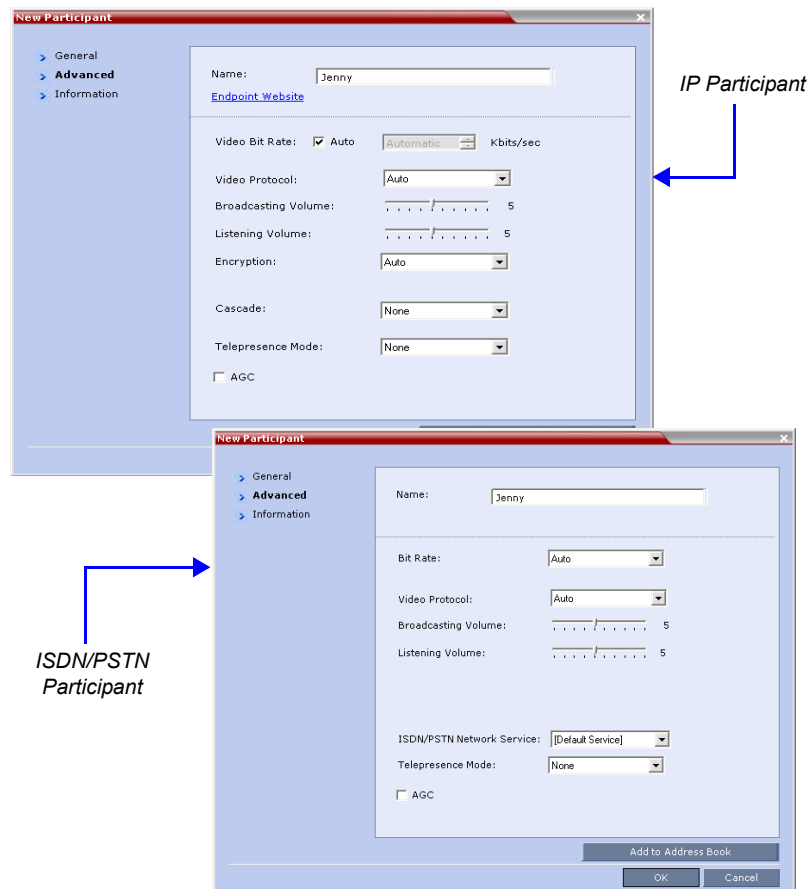 New Participant
General
Advanced
Information
Name: Jenny
Endpoint Website
Video Bit Rate: Auto Automatic Kbits/sec
Video Protocol: Auto
Broadcasting Volume: 5
Listening Volume: 5
Encryption: Auto
Cascade: None
Telepresence Mode: None
AGC
IP Participant
New Participant
General
Advanced
Information
Name: Jenny
Bit Rate: Auto
Video Protocol: Auto
Broadcasting Volume: 5
Listening Volume: 5
ISDN/PSTN Network Service: [Default Service]
Telepresence Mode: None
AGC
Add to Address Book
OK Cancel
ISDN/PSTN
Participant